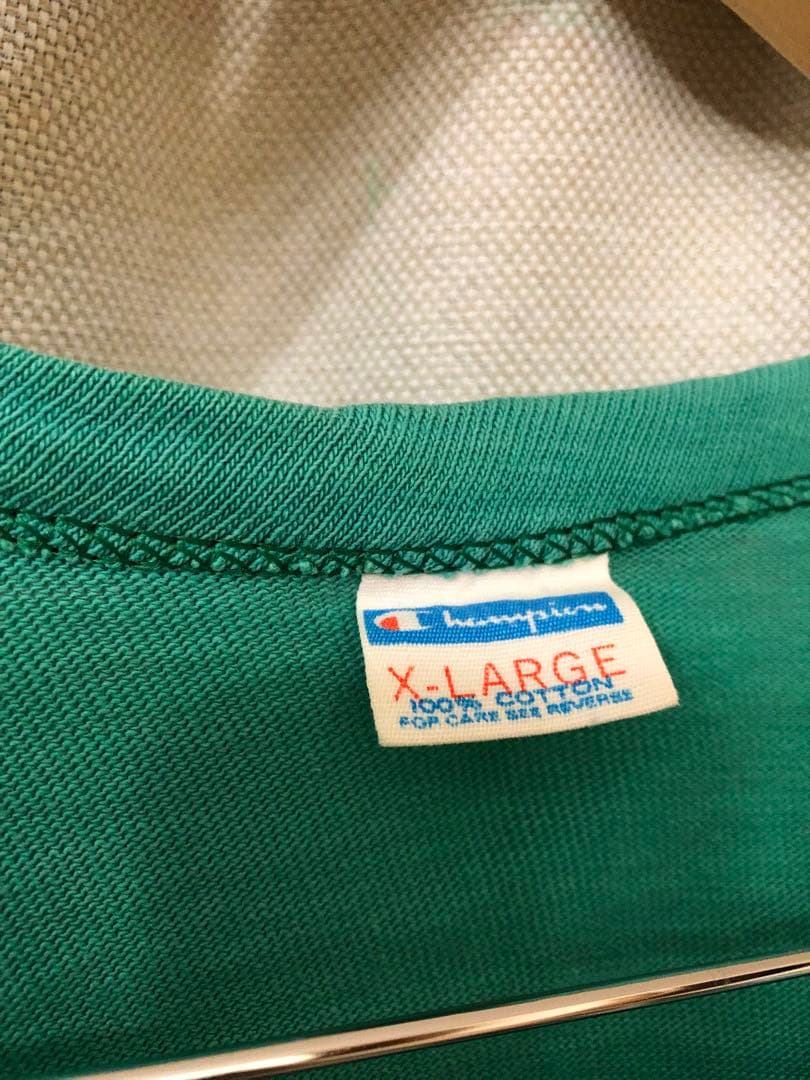 Champion
X-LARGE
100% COTTON
FOR CARE SEE REVERSE